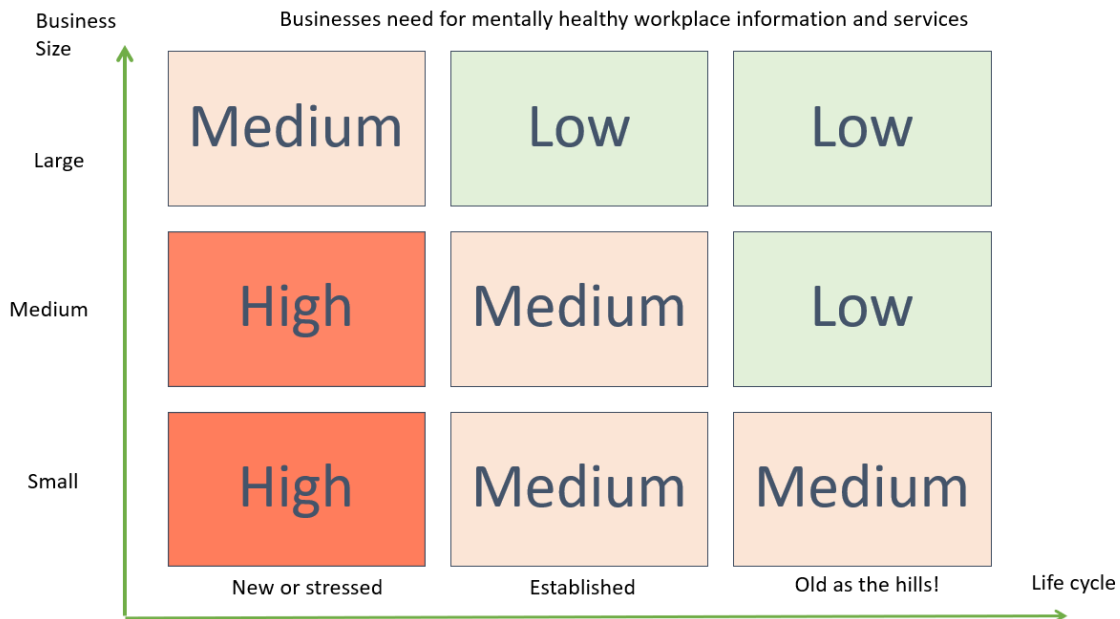 Business
Size
Businesses need for mentally healthy workplace information and services
Large
Medium
Low
Low
Medium
High
Medium
Low
Small
High
Medium
Medium
New or stressed
Established
Old as the hills!
Life cycle